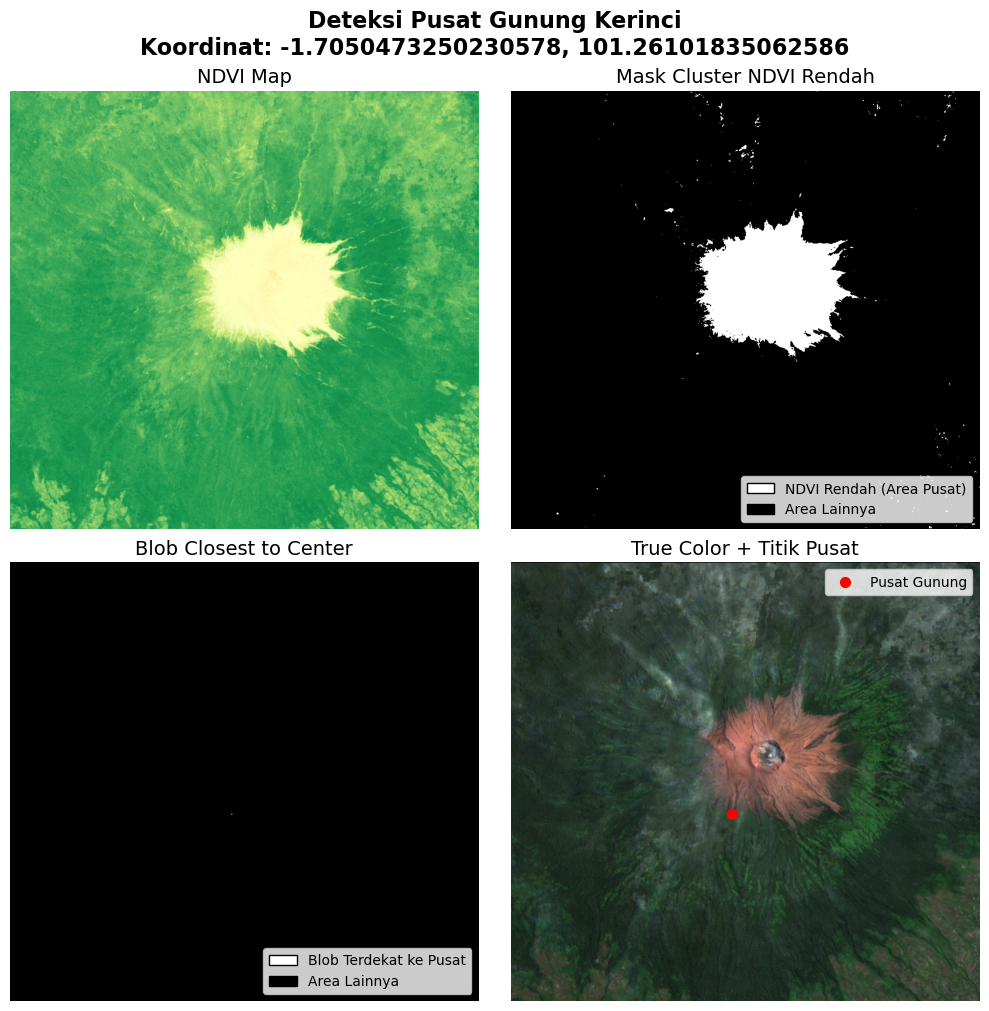 Deteksi Pusat Gunung Kerinci
Koordinat: -1.7050473250230578, 101.26101835062586
NDVI Map
Mask Cluster NDVI Rendah
NDVI Rendah (Area Pusat)
Area Lainnya
Blob Closest to Center
True Color + Titik Pusat
Blob Terdekat ke Pusat
Area Lainnya
Pusat Gunung